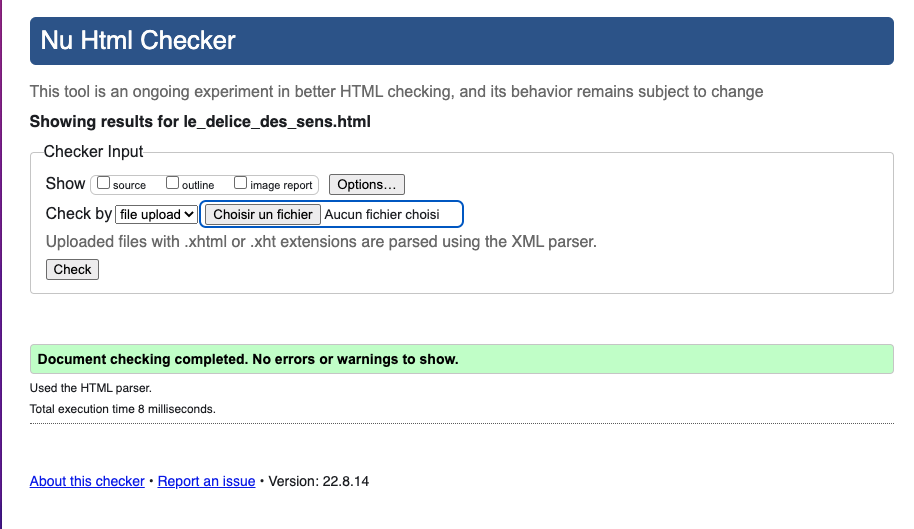 Nu Html Checker
This tool is an ongoing experiment in better HTML checking, and its behavior remains subject to change
Showing results for le_delice_des_sens.html
Checker Input
Show source outline image report Options...
Check by file upload Choisir un fichier Aucun fichier choisi
Uploaded files with .xhtml or .xht extensions are parsed using the XML parser.
Check
Document checking completed. No errors or warnings to show.
Used the HTML parser.
Total execution time 8 milliseconds.
About this checker • Report an issue • Version: 22.8.14